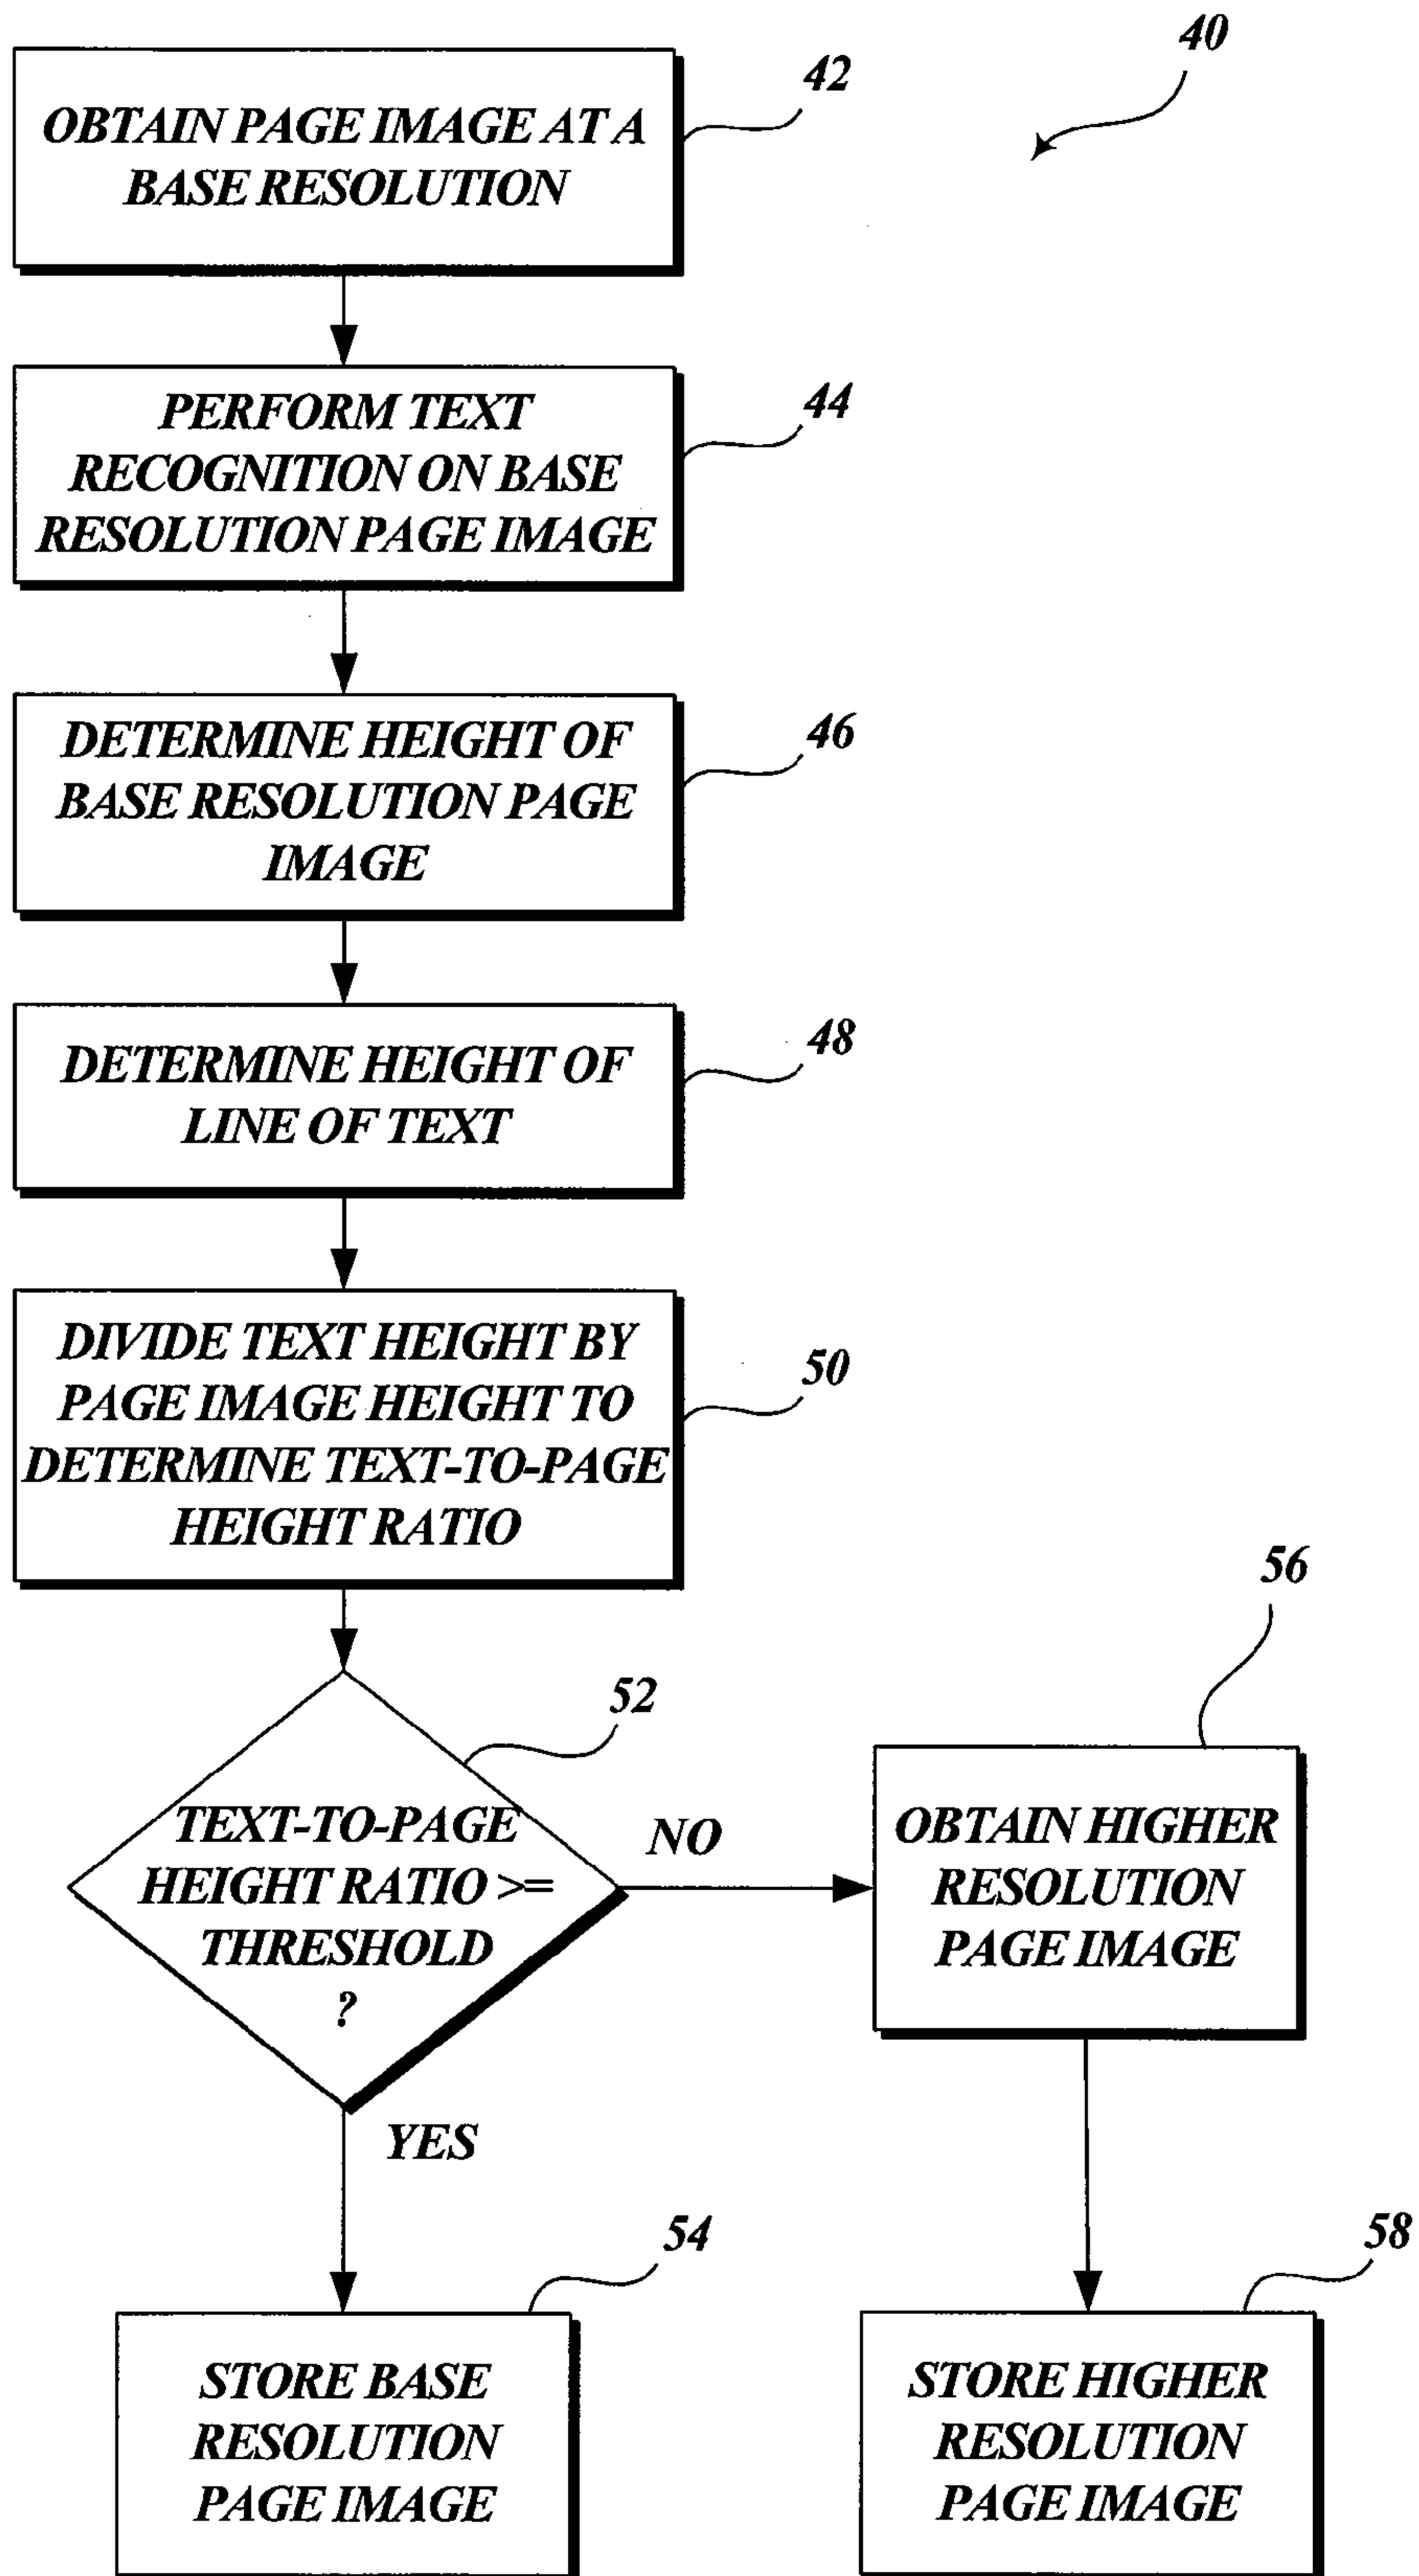 40
42
OBTAIN PAGE IMAGE AT A
BASE RESOLUTION
44
PERFORM TEXT
RECOGNITION ON BASE
RESOLUTION PAGE IMAGE
46
DETERMINE HEIGHT OF
BASE RESOLUTION PAGE
IMAGE
48
DETERMINE HEIGHT OF
LINE OF TEXT
50
DIVIDE TEXT HEIGHT BY
PAGE IMAGE HEIGHT TO
DETERMINE TEXT-TO-PAGE
HEIGHT RATIO
52
TEXT-TO-PAGE
HEIGHT RATIO >=
THRESHOLD
?
NO
YES
56
OBTAIN HIGHER
RESOLUTION
PAGE IMAGE
54
STORE BASE
RESOLUTION
PAGE IMAGE
58
STORE HIGHER
RESOLUTION
PAGE IMAGE